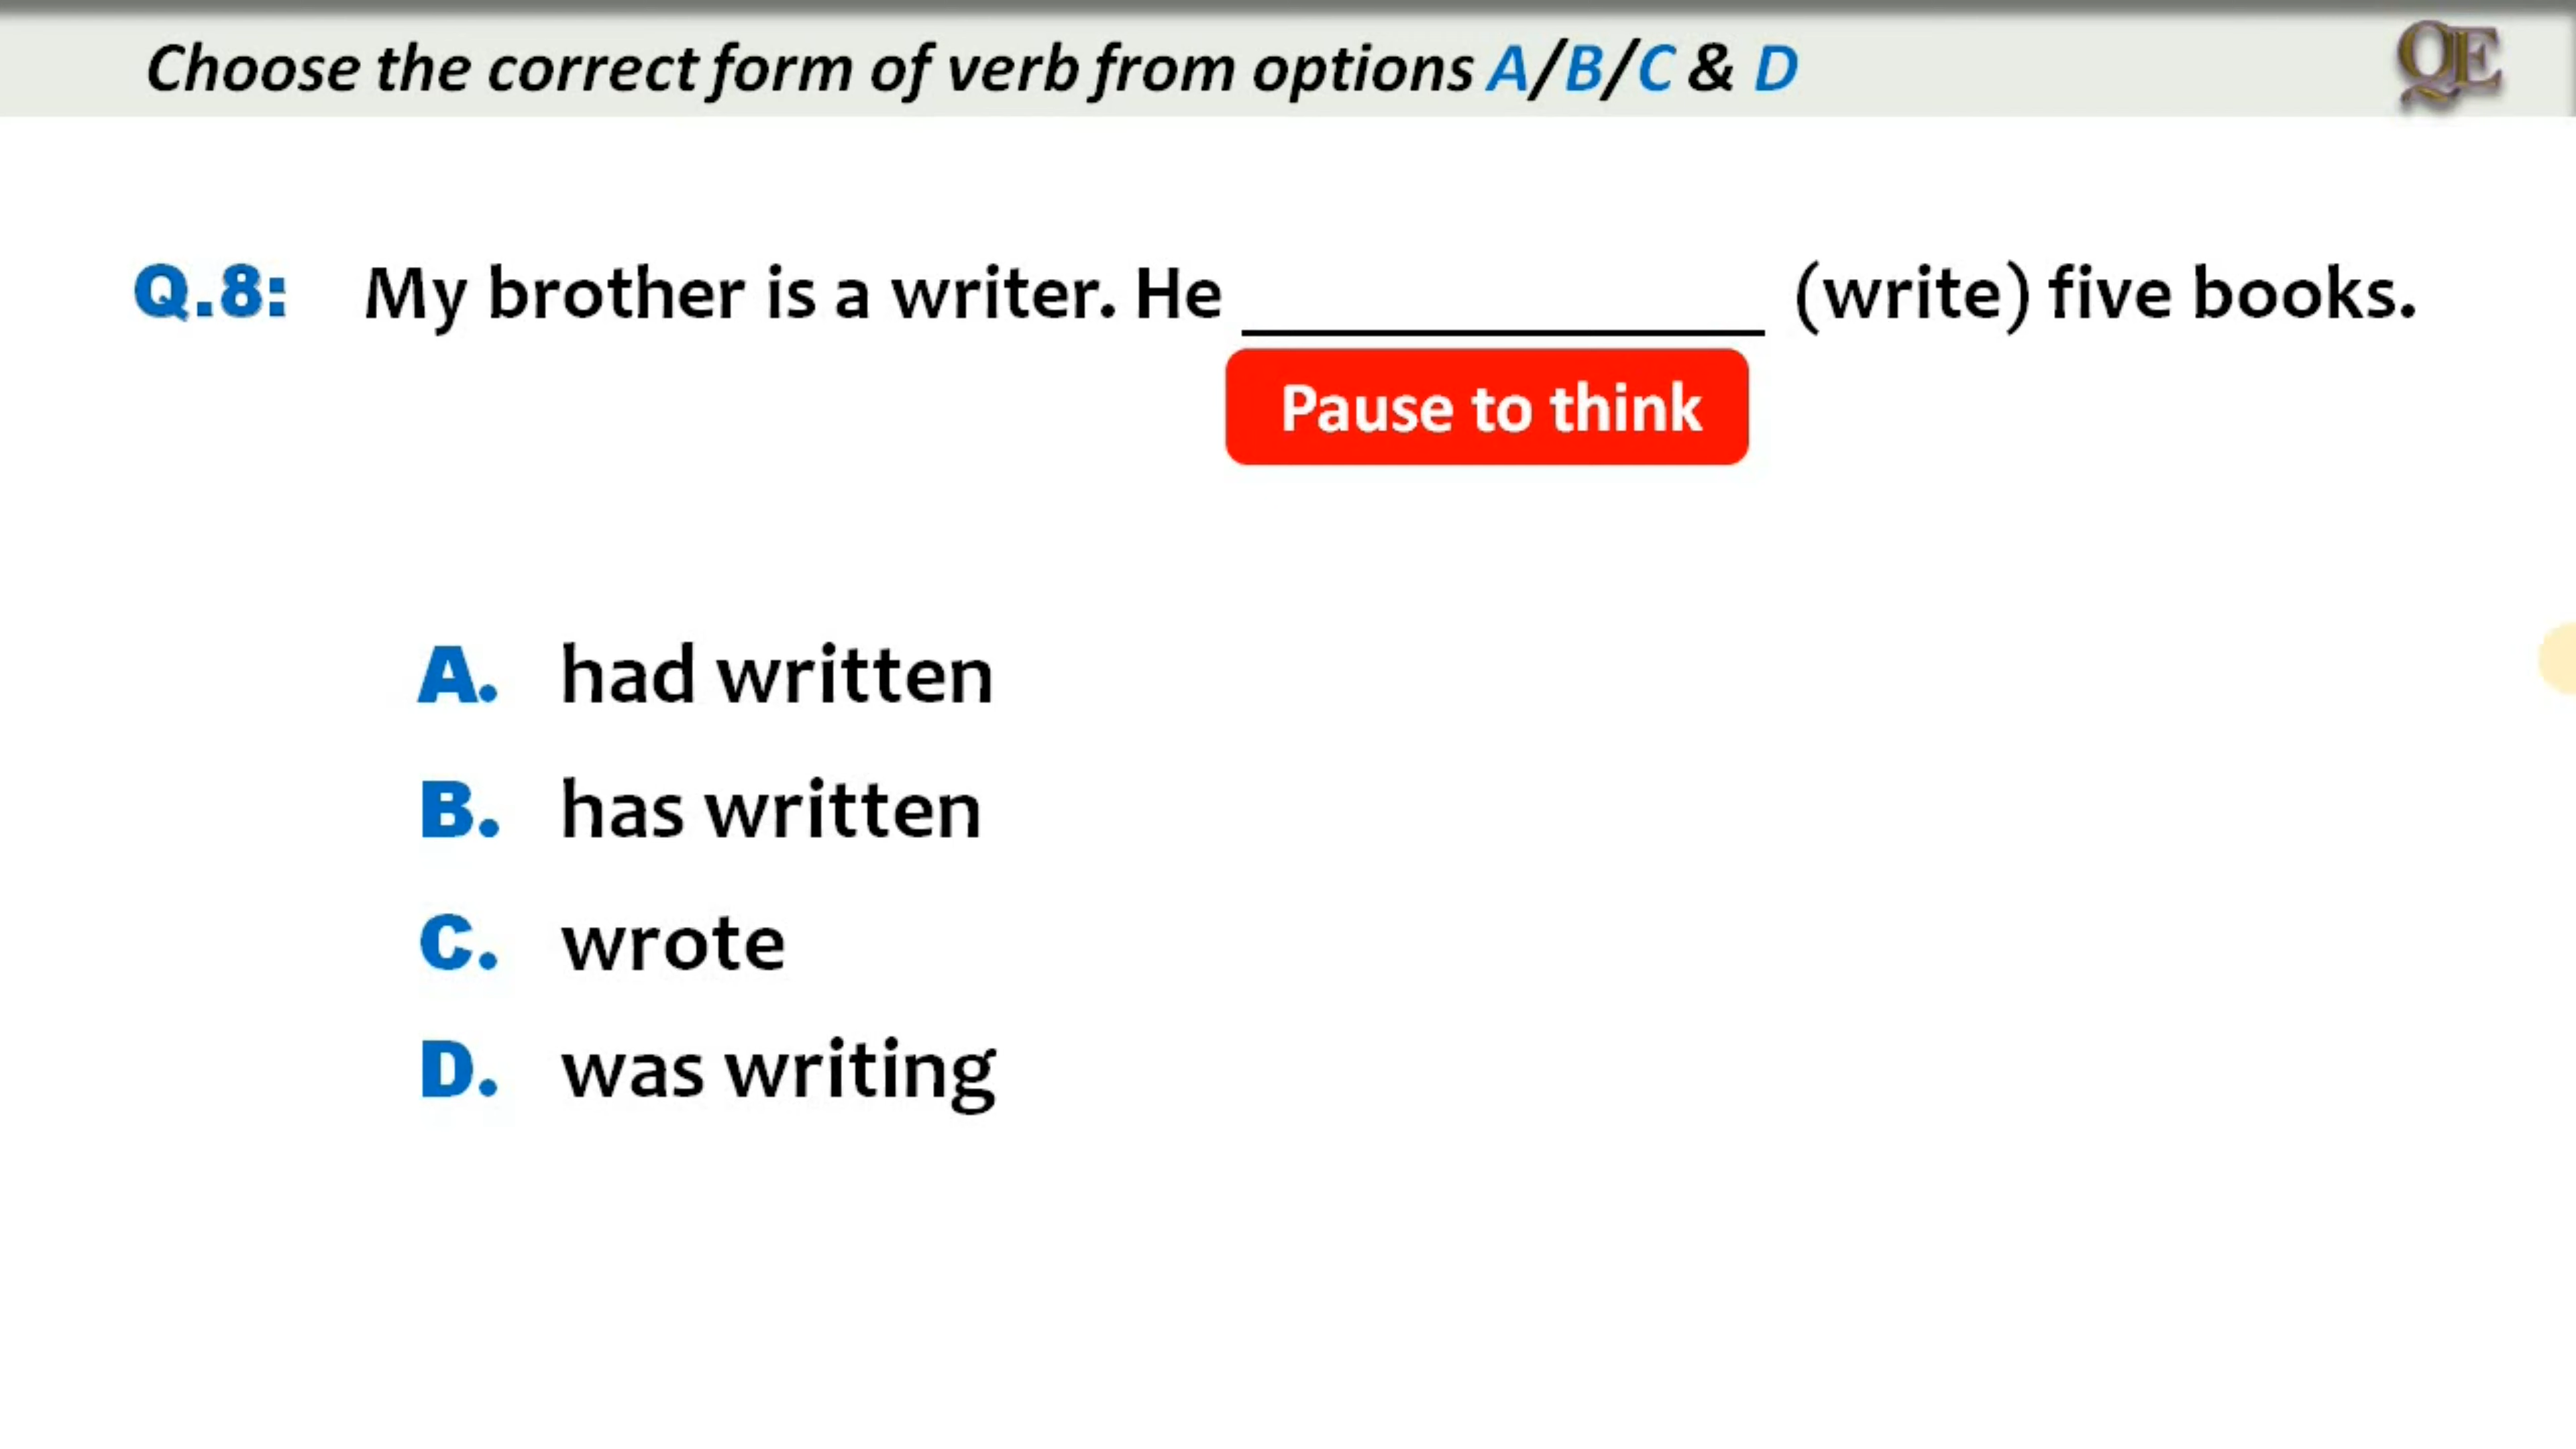 Choose the correct form of verb from options A/B/C & D
QE
Q.8: My brother is a writer. He ____________ (write) five books.
Pause to think
A. had written
B. has written
C. wrote
D. was writing